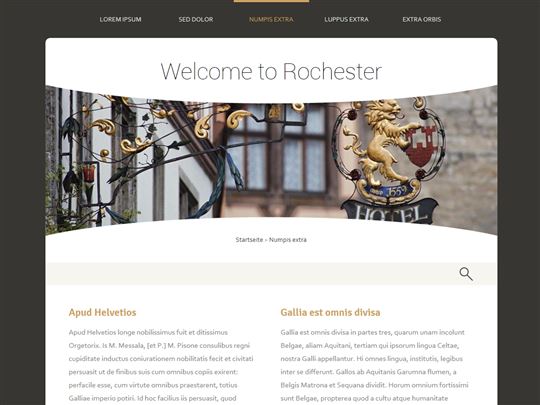 LOREM IPSUM SED DOLOR NUMPIS EXTRA LUPPUS EXTRA EXTRA ORBIS
Welcome to Rochester
1559
HOTEL
Startseite - Numpis extra
Apud Helvetios
Apud Helvetios longe nobilissimus fuit et ditissimus
Orgetorix. Is M. Messala, [et P.] M. Pisone consulibus regni
cupiditate inductus coniurationem nobilitatis fecit et civitati
persuasit ut de finibus suis cum omnibus copiis exirent:
perfacile esse, cum virtute omnibus praestarent, totius
Galliae imperio potiri. Id hoc facilius iis persuasit, quod
Gallia est omnis divisa
Gallia est omnis divisa in partes tres, quarum unam incolunt
Belgae, aliam Aquitani, tertiam qui ipsorum lingua Celtae,
nostra Galli appellantur. Hi omnes lingua, institutis, legibus
inter se differunt. Gallos ab Aquitanis Garumna flumen, a
Belgis Matrona et Sequana dividit. Horum omnium fortissimi
sunt Belgae, propterea quod a cultu atque humanitate